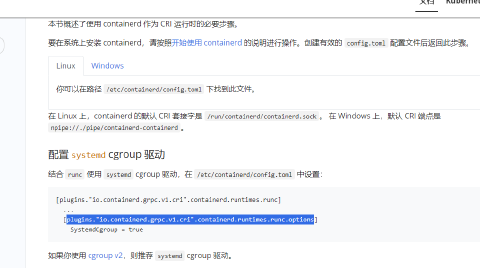 文档
Kubernet
本节概述了使用 containerd 作为 CRI 运行时的必要步骤。
要在系统上安装 containerd，请按照开始使用 containerd 的说明进行操作。创建有效的 config.toml 配置文件后返回此步骤。
Linux
Windows
你可以在路径 /etc/containerd/config.toml 下找到此文件。
在 Linux 上，containerd 的默认 CRI 套接字是 /run/containerd/containerd.sock。 在 Windows 上，默认 CRI 端点是
npipe://./pipe/containerd-containerd。
配置 systemd cgroup 驱动
结合 runc 使用 systemd cgroup 驱动，在 /etc/containerd/config.toml 中设置：
[plugins."io.containerd.grpc.v1.cri".containerd.runtimes.runc]
...
[plugins."io.containerd.grpc.v1.cri".containerd.runtimes.runc.options]
SystemdCgroup = true
如果你使用 cgroup v2，则推荐 systemd cgroup 驱动。